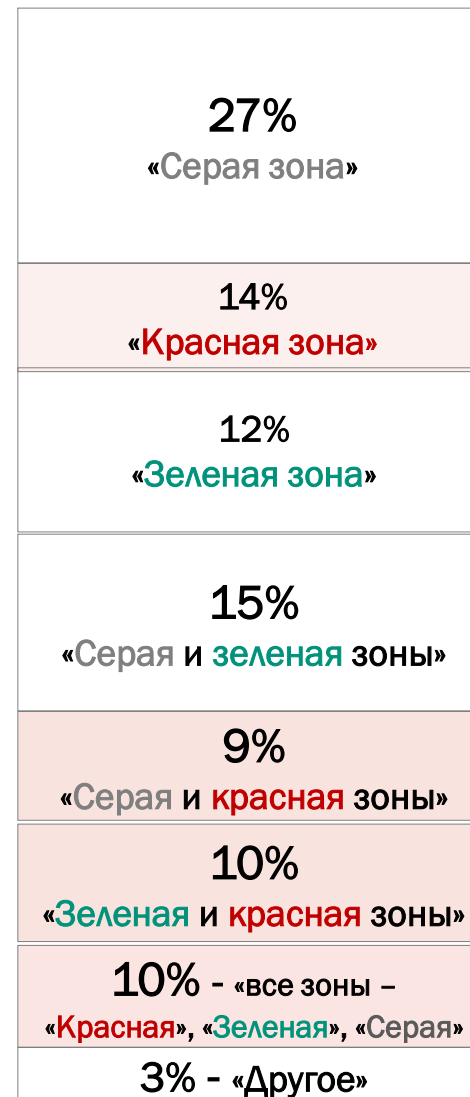 27%
«Серая зона»
14%
«Красная зона»
12%
«Зеленая зона»
15%
«Серая и зеленая зоны»
9%
«Серая и красная зоны»
10%
«Зеленая и красная зоны»
10% - «все зоны –
«Красная», «Зеленая», «Серая»
3% - «Другое»